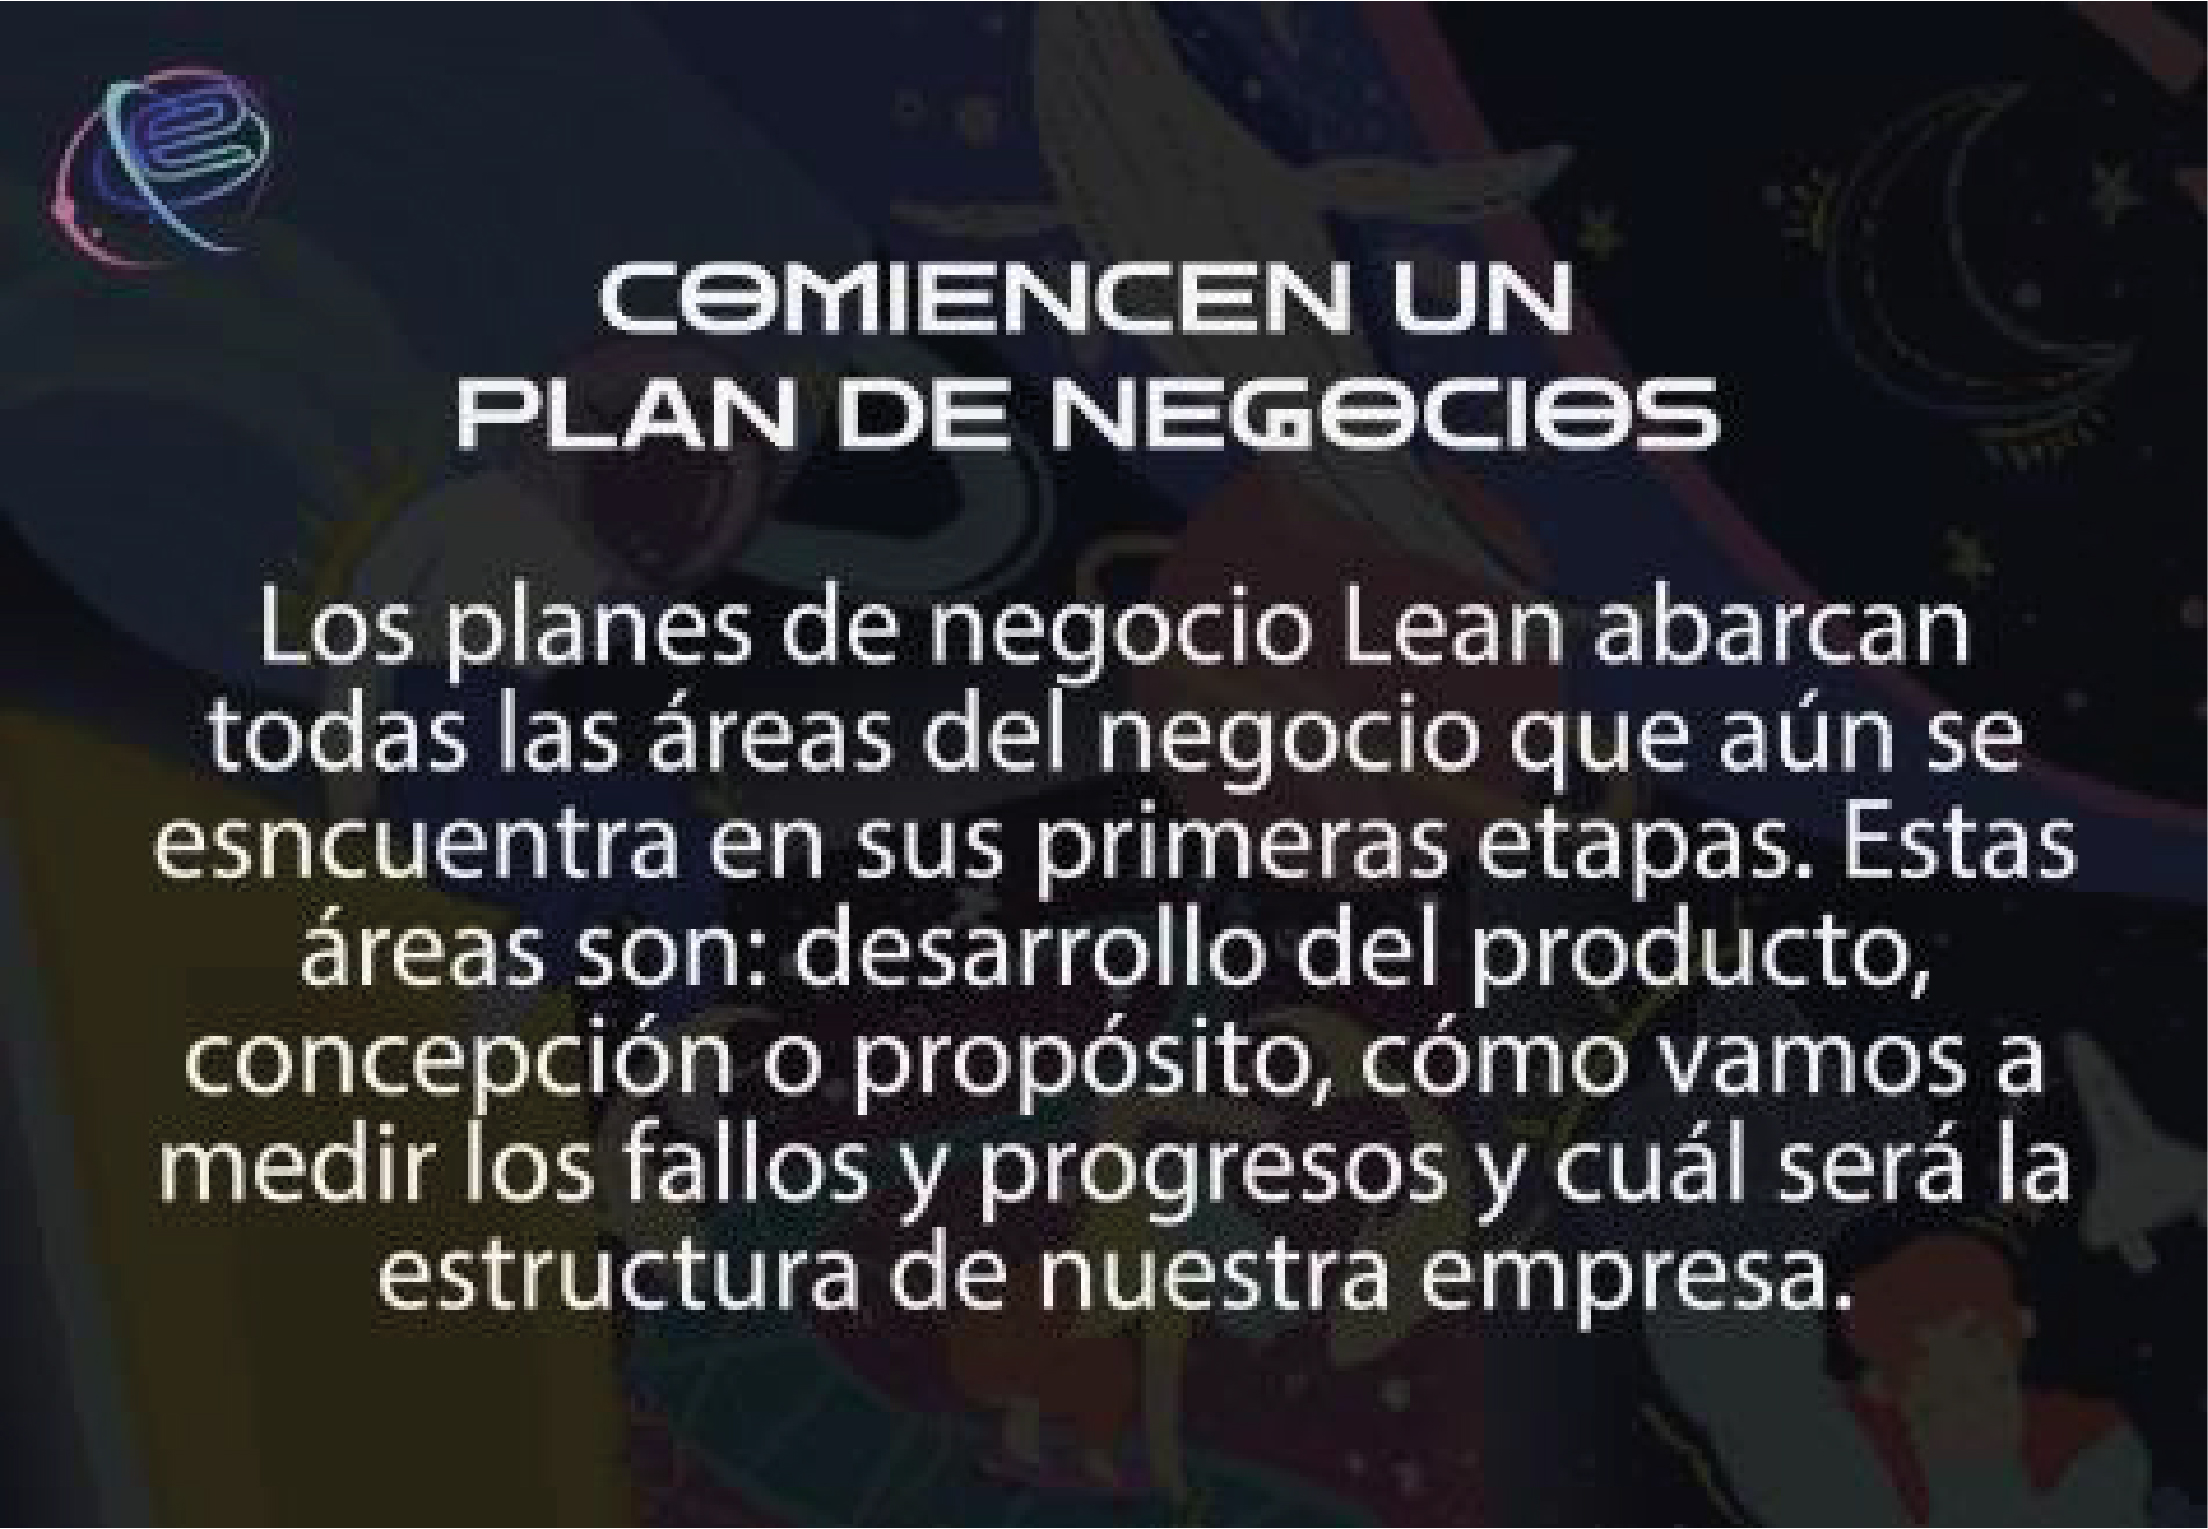 COMIENCEN UN
PLAN DE NEGOCIOS
Los planes de negocio Lean abarcan
todas las áreas del negocio que aún se
esncuentra en sus primeras etapas. Estas
áreas son: desarrollo del producto,
concepción o propósito, cómo vamos a
medir los fallos y progresos y cuál será la
estructura de nuestra empresa.